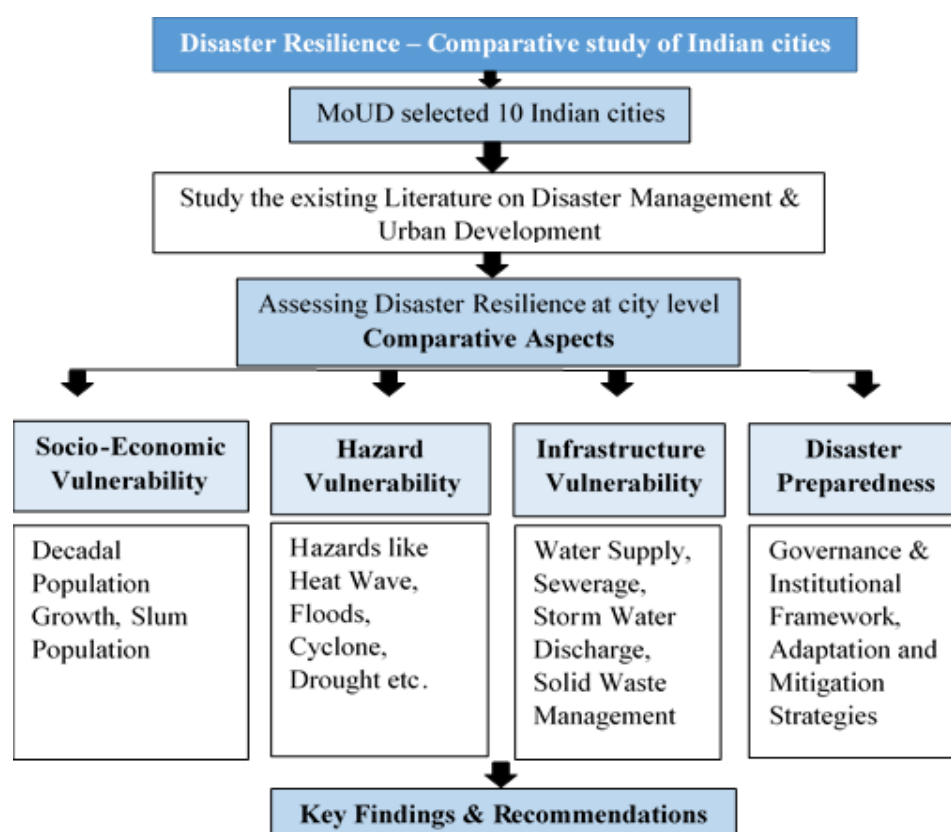 Disaster Resilience – Comparative study of Indian cities
MoUD selected 10 Indian cities
Study the existing Literature on Disaster Management &
Urban Development
Assessing Disaster Resilience at city level
Comparative Aspects
Socio-Economic
Vulnerability
Decadal
Population
Growth, Slum
Population
Hazard
Vulnerability
Hazards like
Heat Wave,
Floods,
Cyclone,
Drought etc.
Infrastructure
Vulnerability
Water Supply,
Sewerage,
Storm Water
Discharge,
Solid Waste
Management
Disaster
Preparedness
Governance &
Institutional
Framework,
Adaptation and
Mitigation
Strategies
Key Findings & Recommendations